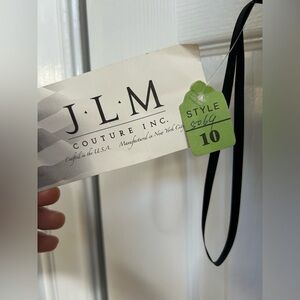 J·L·M
COUTURE INC.
Crafted in the U.S.A. Manufactured in New York City
STYLE
10